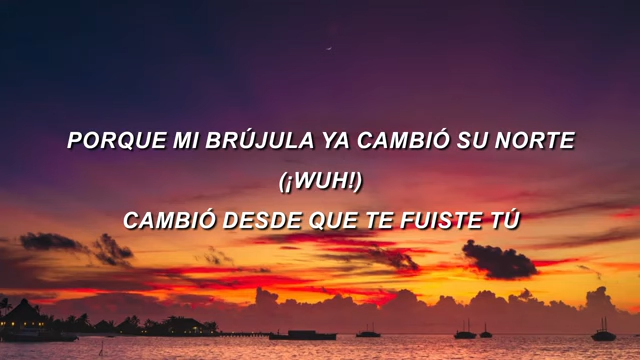 PORQUE MI BRÚJULA YA CAMBIÓ SU NORTE
(¡WUH!)
CAMBIÓ DESDE QUE TE FUISTE TÚ